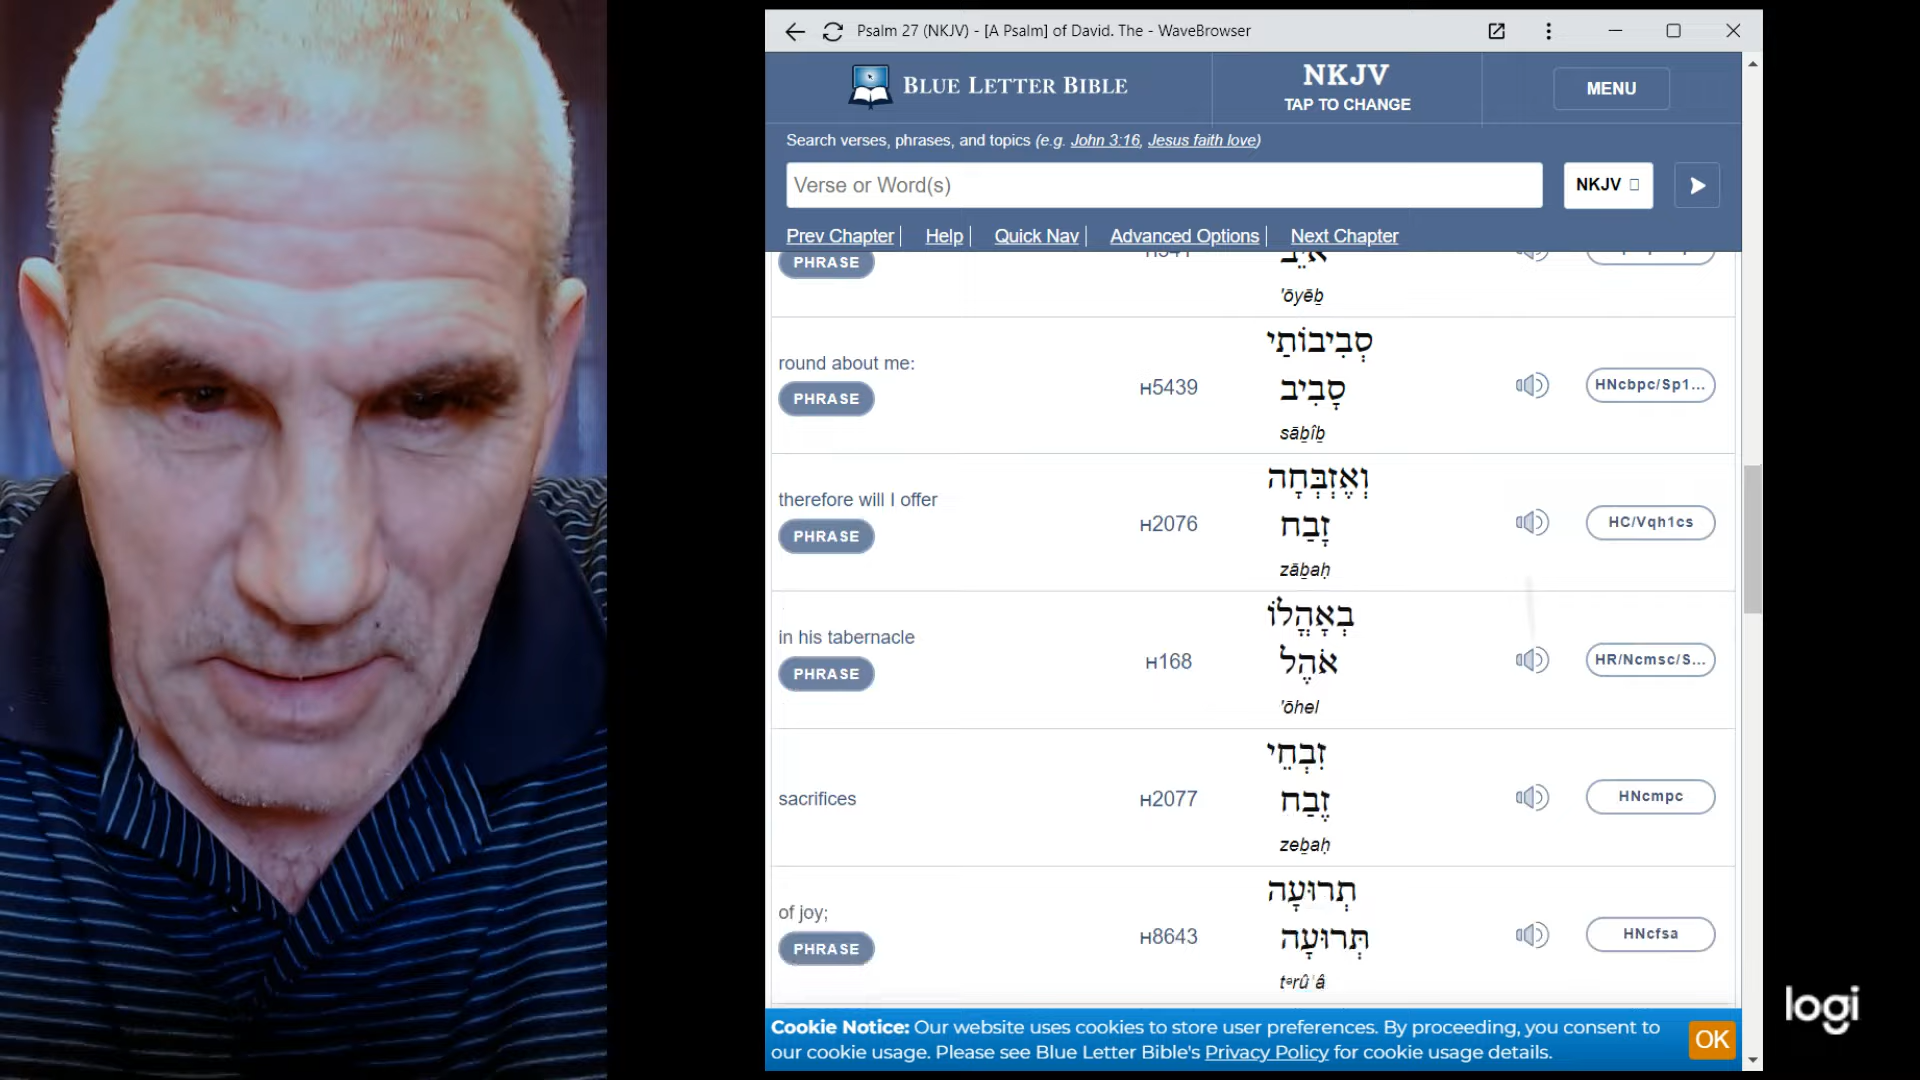 Psalm 27 (NKJV) - [A Psalm] of David. The - WaveBrowser
BLUE LETTER BIBLE
NKJV
TAP TO CHANGE
MENU
Search verses, phrases, and topics (e.g. John 3:16, Jesus faith love)
Verse or Word(s)
NKJV
Prev Chapter | Help | Quick Nav | Advanced Options | Next Chapter
PHRASE
'ōyēḇ
round about me:
PHRASE
H5439
סְבִיבוֹתַי
סָבִיב
sāḇîḇ
HNcbpc/Sp1...
therefore will I offer
PHRASE
H2076
וְאֶזְבְּחָה
זָבַח
zāḇaḥ
HC/Vqh1cs
in his tabernacle
PHRASE
H168
בְאָהֳלוֹ
אֹהֶל
'ōhel
HR/Ncmsc/S...
sacrifices
H2077
זִבְחֵי
זֶבַח
zeḇaḥ
HNcmpc
of joy;
PHRASE
H8643
תְרוּעָה
תְּרוּעָה
tᵊrûʿâ
HNcfsa
Cookie Notice: Our website uses cookies to store user preferences. By proceeding, you consent to
our cookie usage. Please see Blue Letter Bible's Privacy Policy for cookie usage details.
OK
logi